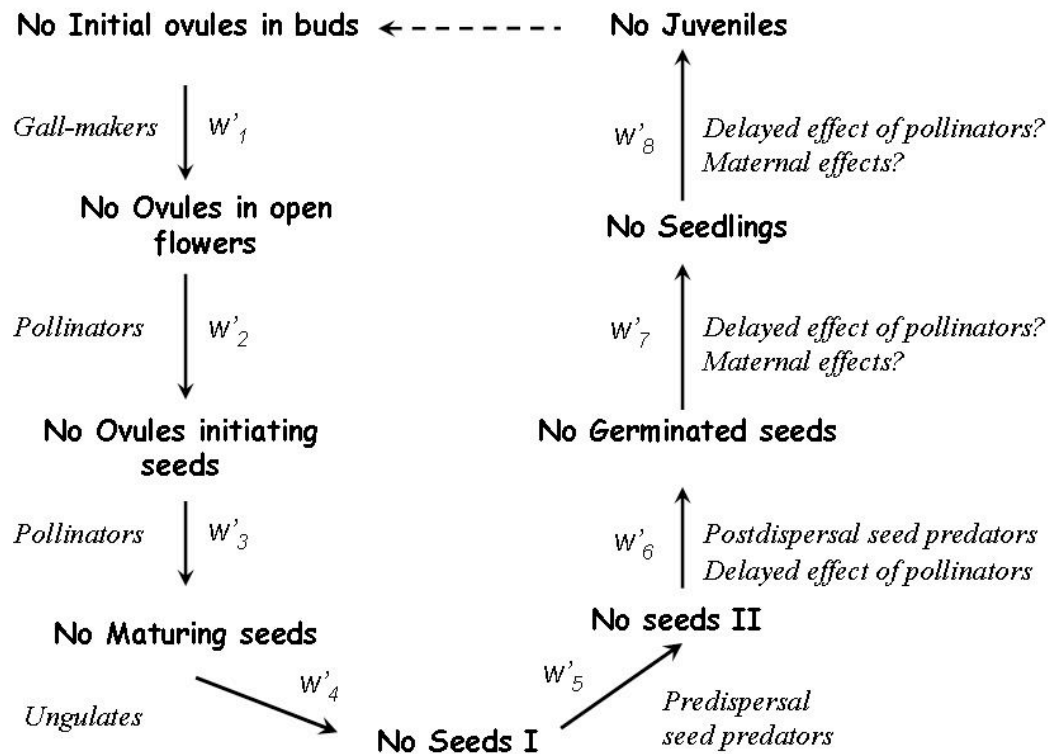 No Initial ovules in buds
Gall-makers
w'1
No Ovules in open
flowers
Pollinators
w'2
No Ovules initiating
seeds
Pollinators
w'3
No Maturing seeds
Ungulates
w'4
No Seeds I
w'5
Predispersal
seed predators
No seeds II
w'6
Postdispersal seed predators
Delayed effect of pollinators
No Germinated seeds
w'7
Delayed effect of pollinators?
Maternal effects?
No Seedlings
w'8
Delayed effect of pollinators?
Maternal effects?
No Juveniles